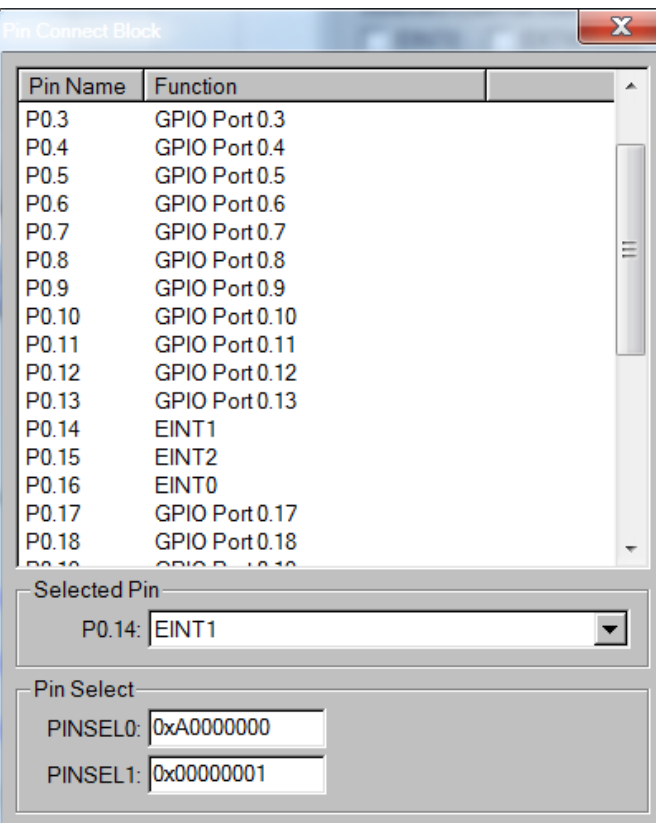 Pin Connect Block
Pin Name Function
P0.3 GPIO Port 0.3
P0.4 GPIO Port 0.4
P0.5 GPIO Port 0.5
P0.6 GPIO Port 0.6
P0.7 GPIO Port 0.7
P0.8 GPIO Port 0.8
P0.9 GPIO Port 0.9
P0.10 GPIO Port 0.10
P0.11 GPIO Port 0.11
P0.12 GPIO Port 0.12
P0.13 GPIO Port 0.13
P0.14 EINT1
P0.15 EINT2
P0.16 EINT0
P0.17 GPIO Port 0.17
P0.18 GPIO Port 0.18
Selected Pin
P0.14: EINT1
Pin Select
PINSEL0: 0xA0000000
PINSEL1: 0x00000001